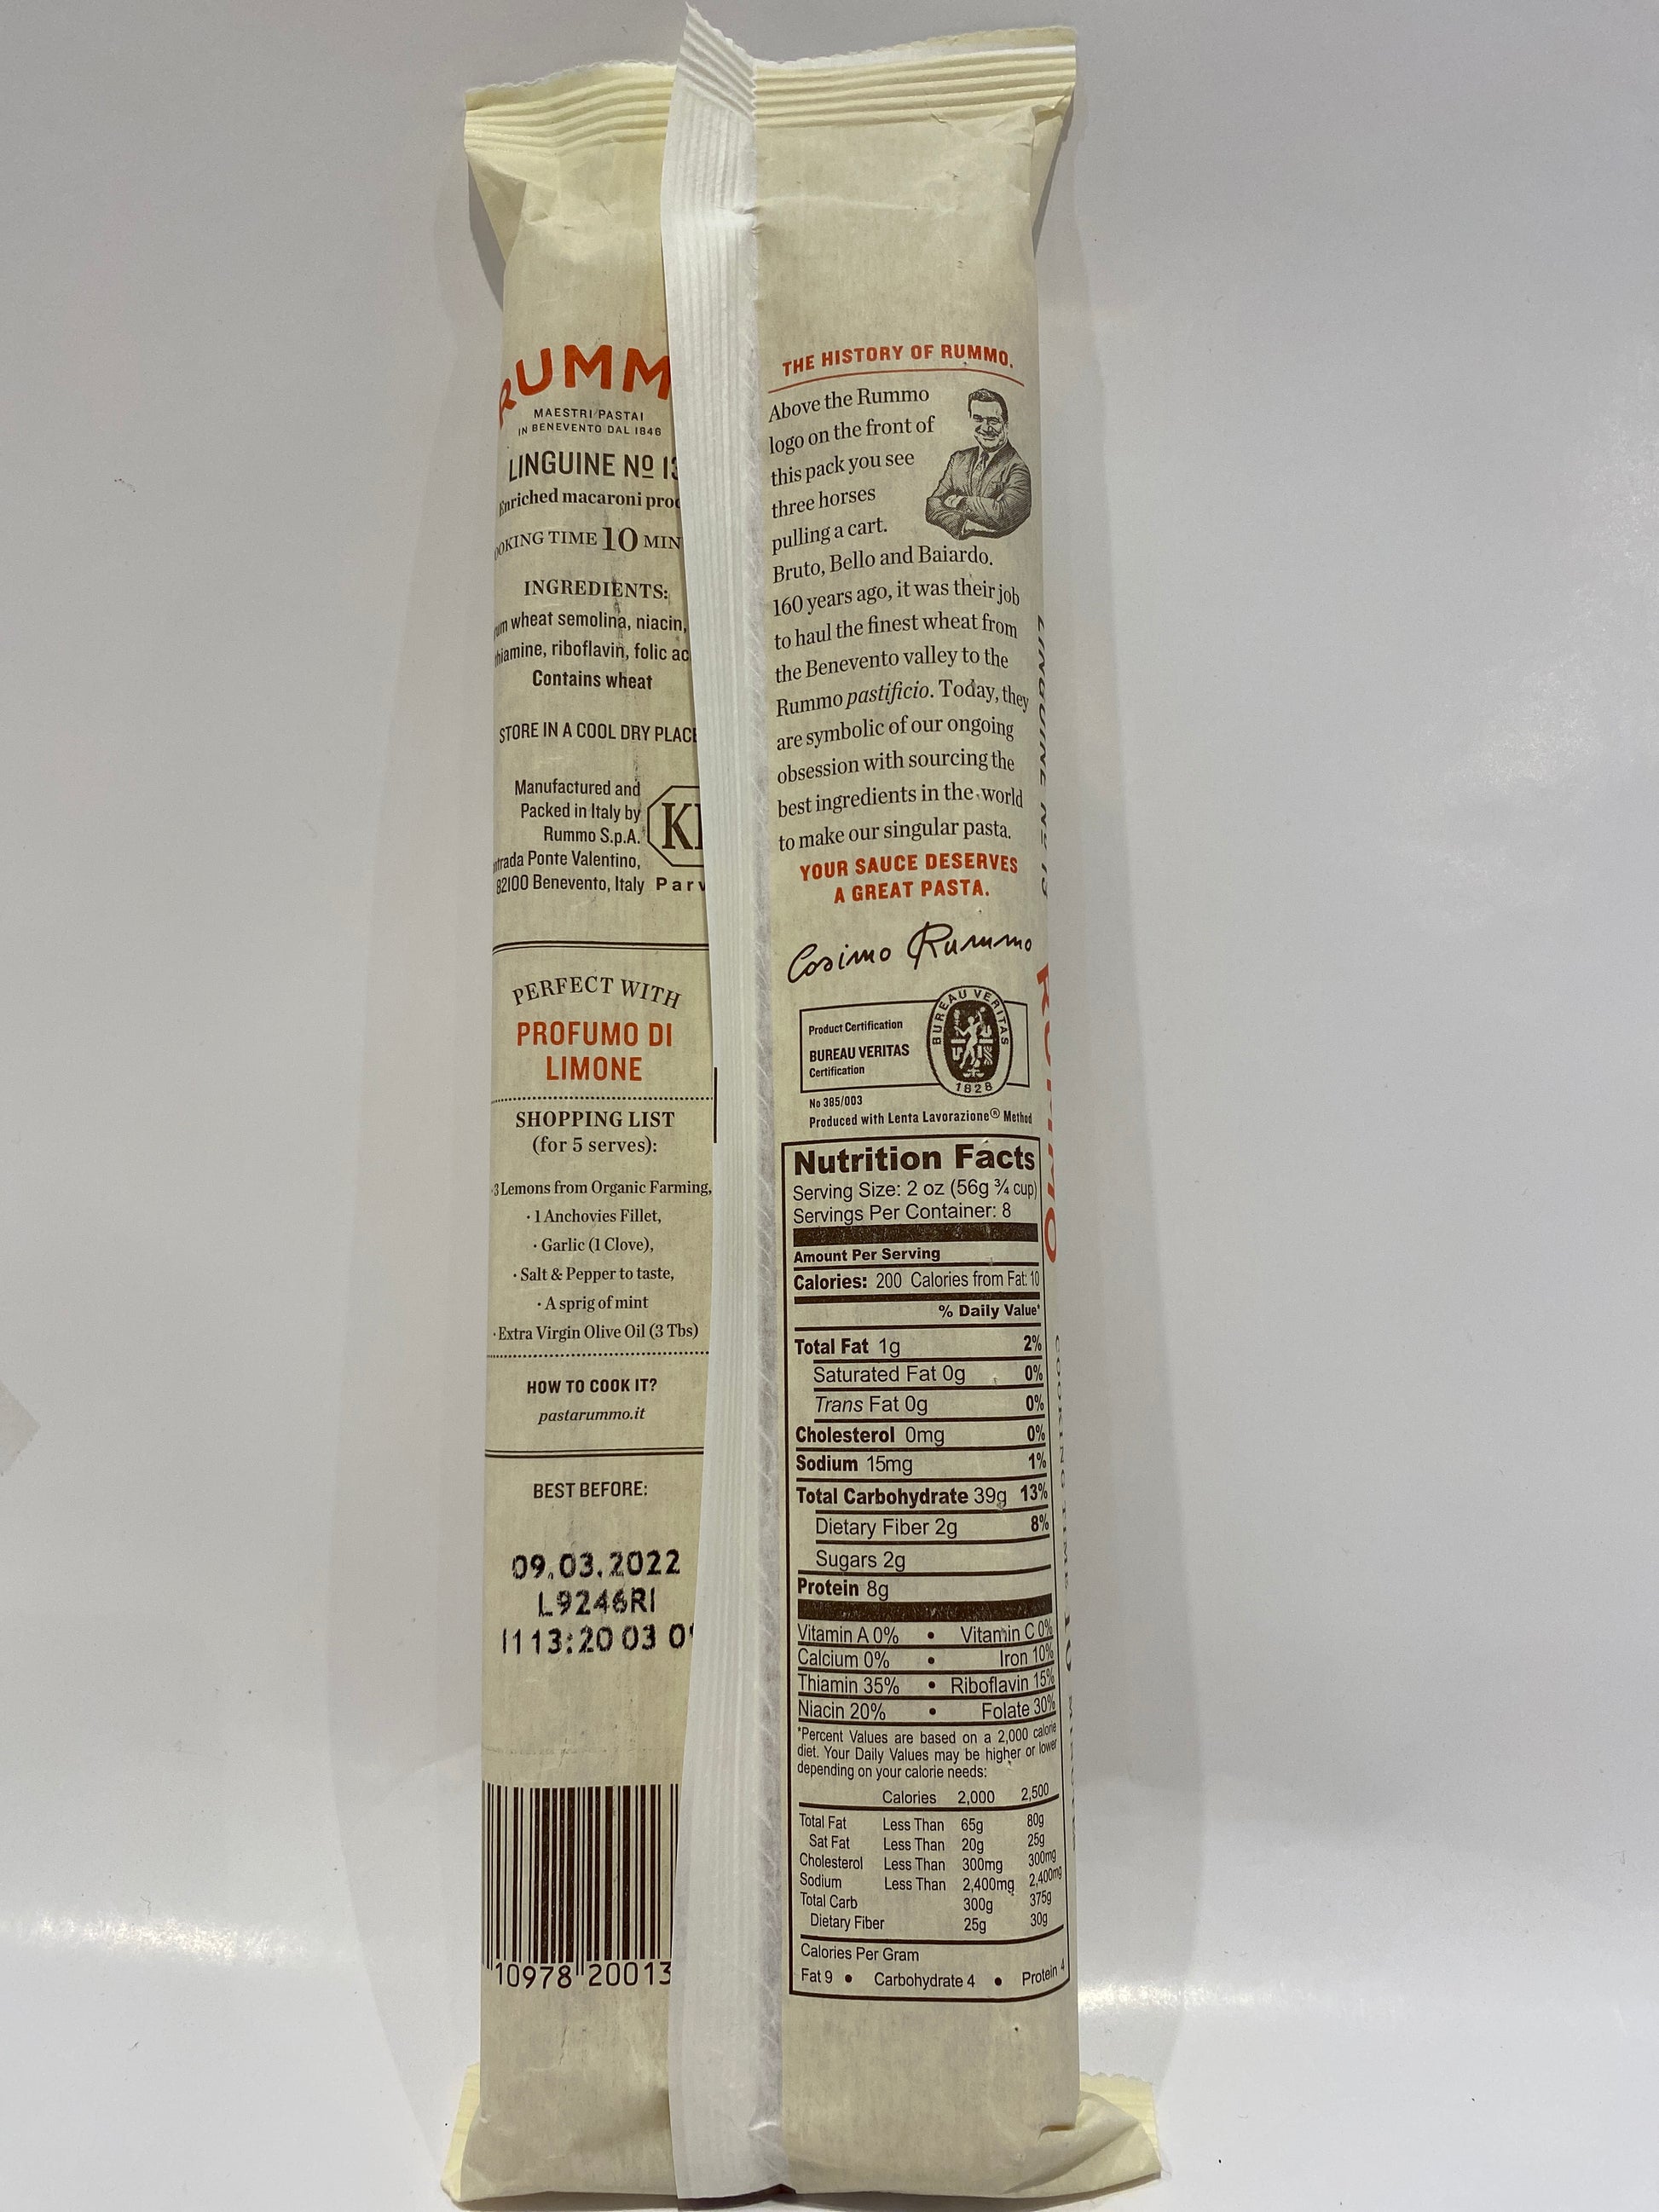 RUMM
MAESTRI PASTAI
IN BENEVENTO DAL 1846
LINGUINE Nº 13
Enriched macaroni
TIME 10 MIN
INGREDIENTS:
wheat semolina, niacin,
thiamine, riboflavin, folic
Contains wheat
STORE IN A COOL DRY PLACE
Manufactured and
Packed in Italy by
Rummo S.p.A.
Ponte Valentino,
82100 Benevento, Italy
PERFECT WITH
PROFUMO DI
LIMONE
SHOPPING LIST
(for 5 serves):
·3 Lemons from Organic Farming,
· 1 Anchovies Fillet,
· Garlic (1 Clove),
· Salt & Pepper to taste,
· A sprig of mint
· Extra Virgin Olive Oil (3 Tbs)
HOW TO COOK IT?
pastarummo.it
BEST BEFORE:
09.03.2022
L9246RI
13:20 03
10978 20013
THE HISTORY OF RUMMO.
Above the Rummo
logo on the front of
this pack you see
three horses
pulling a cart.
Bruto, Bello and Baiardo.
160 years ago, it was their job
to haul the finest wheat from
the Benevento valley to the
Rummo pastificio. Today, they
are symbolic of our ongoing
obsession with sourcing the
best ingredients in the world
to make our singular pasta.
YOUR SAUCE DESERVES
A GREAT PASTA.
Cosimo Rummo
Product Certification
BUREAU VERITAS
Certification
BUREAU VERITAS
1828
No 385/003
Produced with Lenta Lavorazione® Method
Nutrition Facts
Serving Size: 2 oz (56g ¾ cup)
Servings Per Container: 8
Amount Per Serving
Calories: 200 Calories from Fat: 10
% Daily Value*
Total Fat 1g 2%
Saturated Fat 0g 0%
Trans Fat 0g 0%
Cholesterol 0mg 0%
Sodium 15mg 1%
Total Carbohydrate 39g 13%
Dietary Fiber 2g 8%
Sugars 2g
Protein 8g
Vitamin A 0% • Vitamin C 0%
Calcium 0% • Iron 10%
Thiamin 35% • Riboflavin 15%
Niacin 20% • Folate 30%
*Percent Values are based on a 2,000 calorie
diet. Your Daily Values may be higher or lower
depending on your calorie needs:
Calories 2,000 2,500
Total Fat Less Than 65g 80g
Sat Fat Less Than 20g 25g
Cholesterol Less Than 300mg 300mg
Sodium Less Than 2,400mg 2,400mg
Total Carb 300g 375g
Dietary Fiber 25g 30g
Calories Per Gram
Fat 9 • Carbohydrate 4 • Protein 4
LINGUINE Nº 13
RUMMO